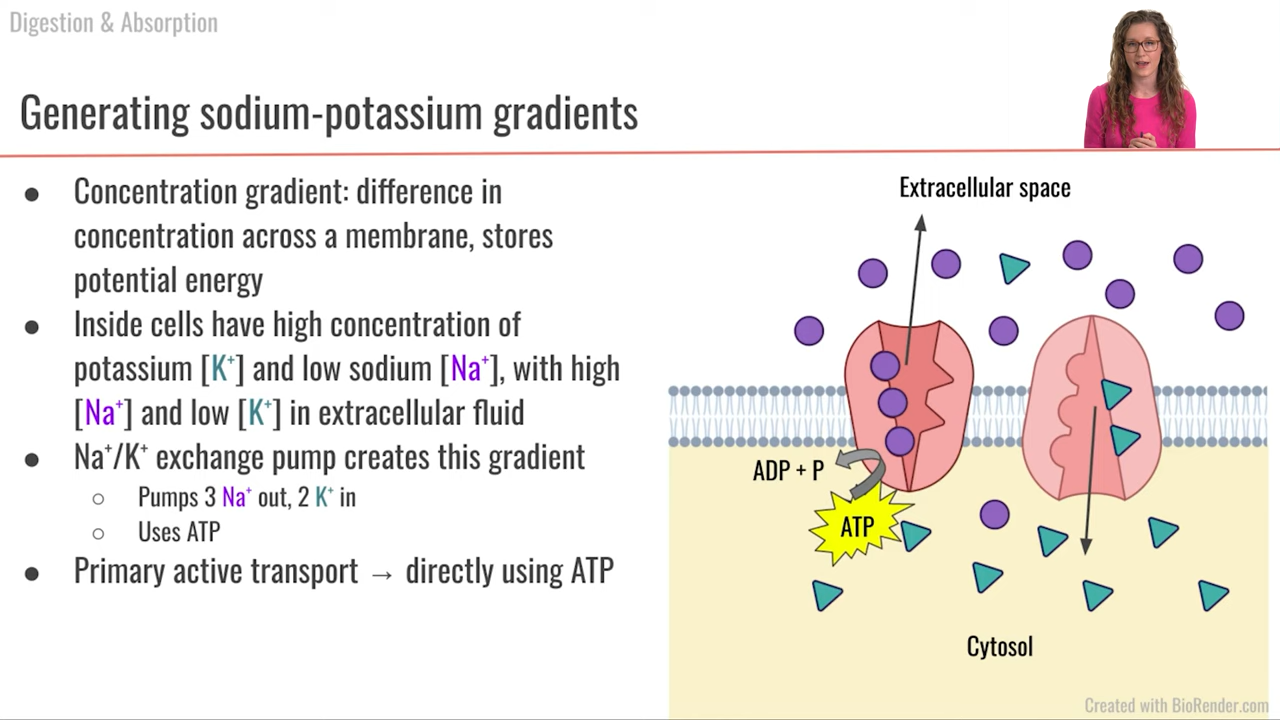 Digestion & Absorption
Generating sodium-potassium gradients
● Concentration gradient: difference in
concentration across a membrane, stores
potential energy
● Inside cells have high concentration of
potassium [K⁺] and low sodium [Na⁺], with high
[Na⁺] and low [K⁺] in extracellular fluid
● Na⁺/K⁺ exchange pump creates this gradient
○ Pumps 3 Na⁺ out, 2 K⁺ in
○ Uses ATP
● Primary active transport → directly using ATP
Extracellular space
ADP + P
ATP
Cytosol
Created with BioRender.com